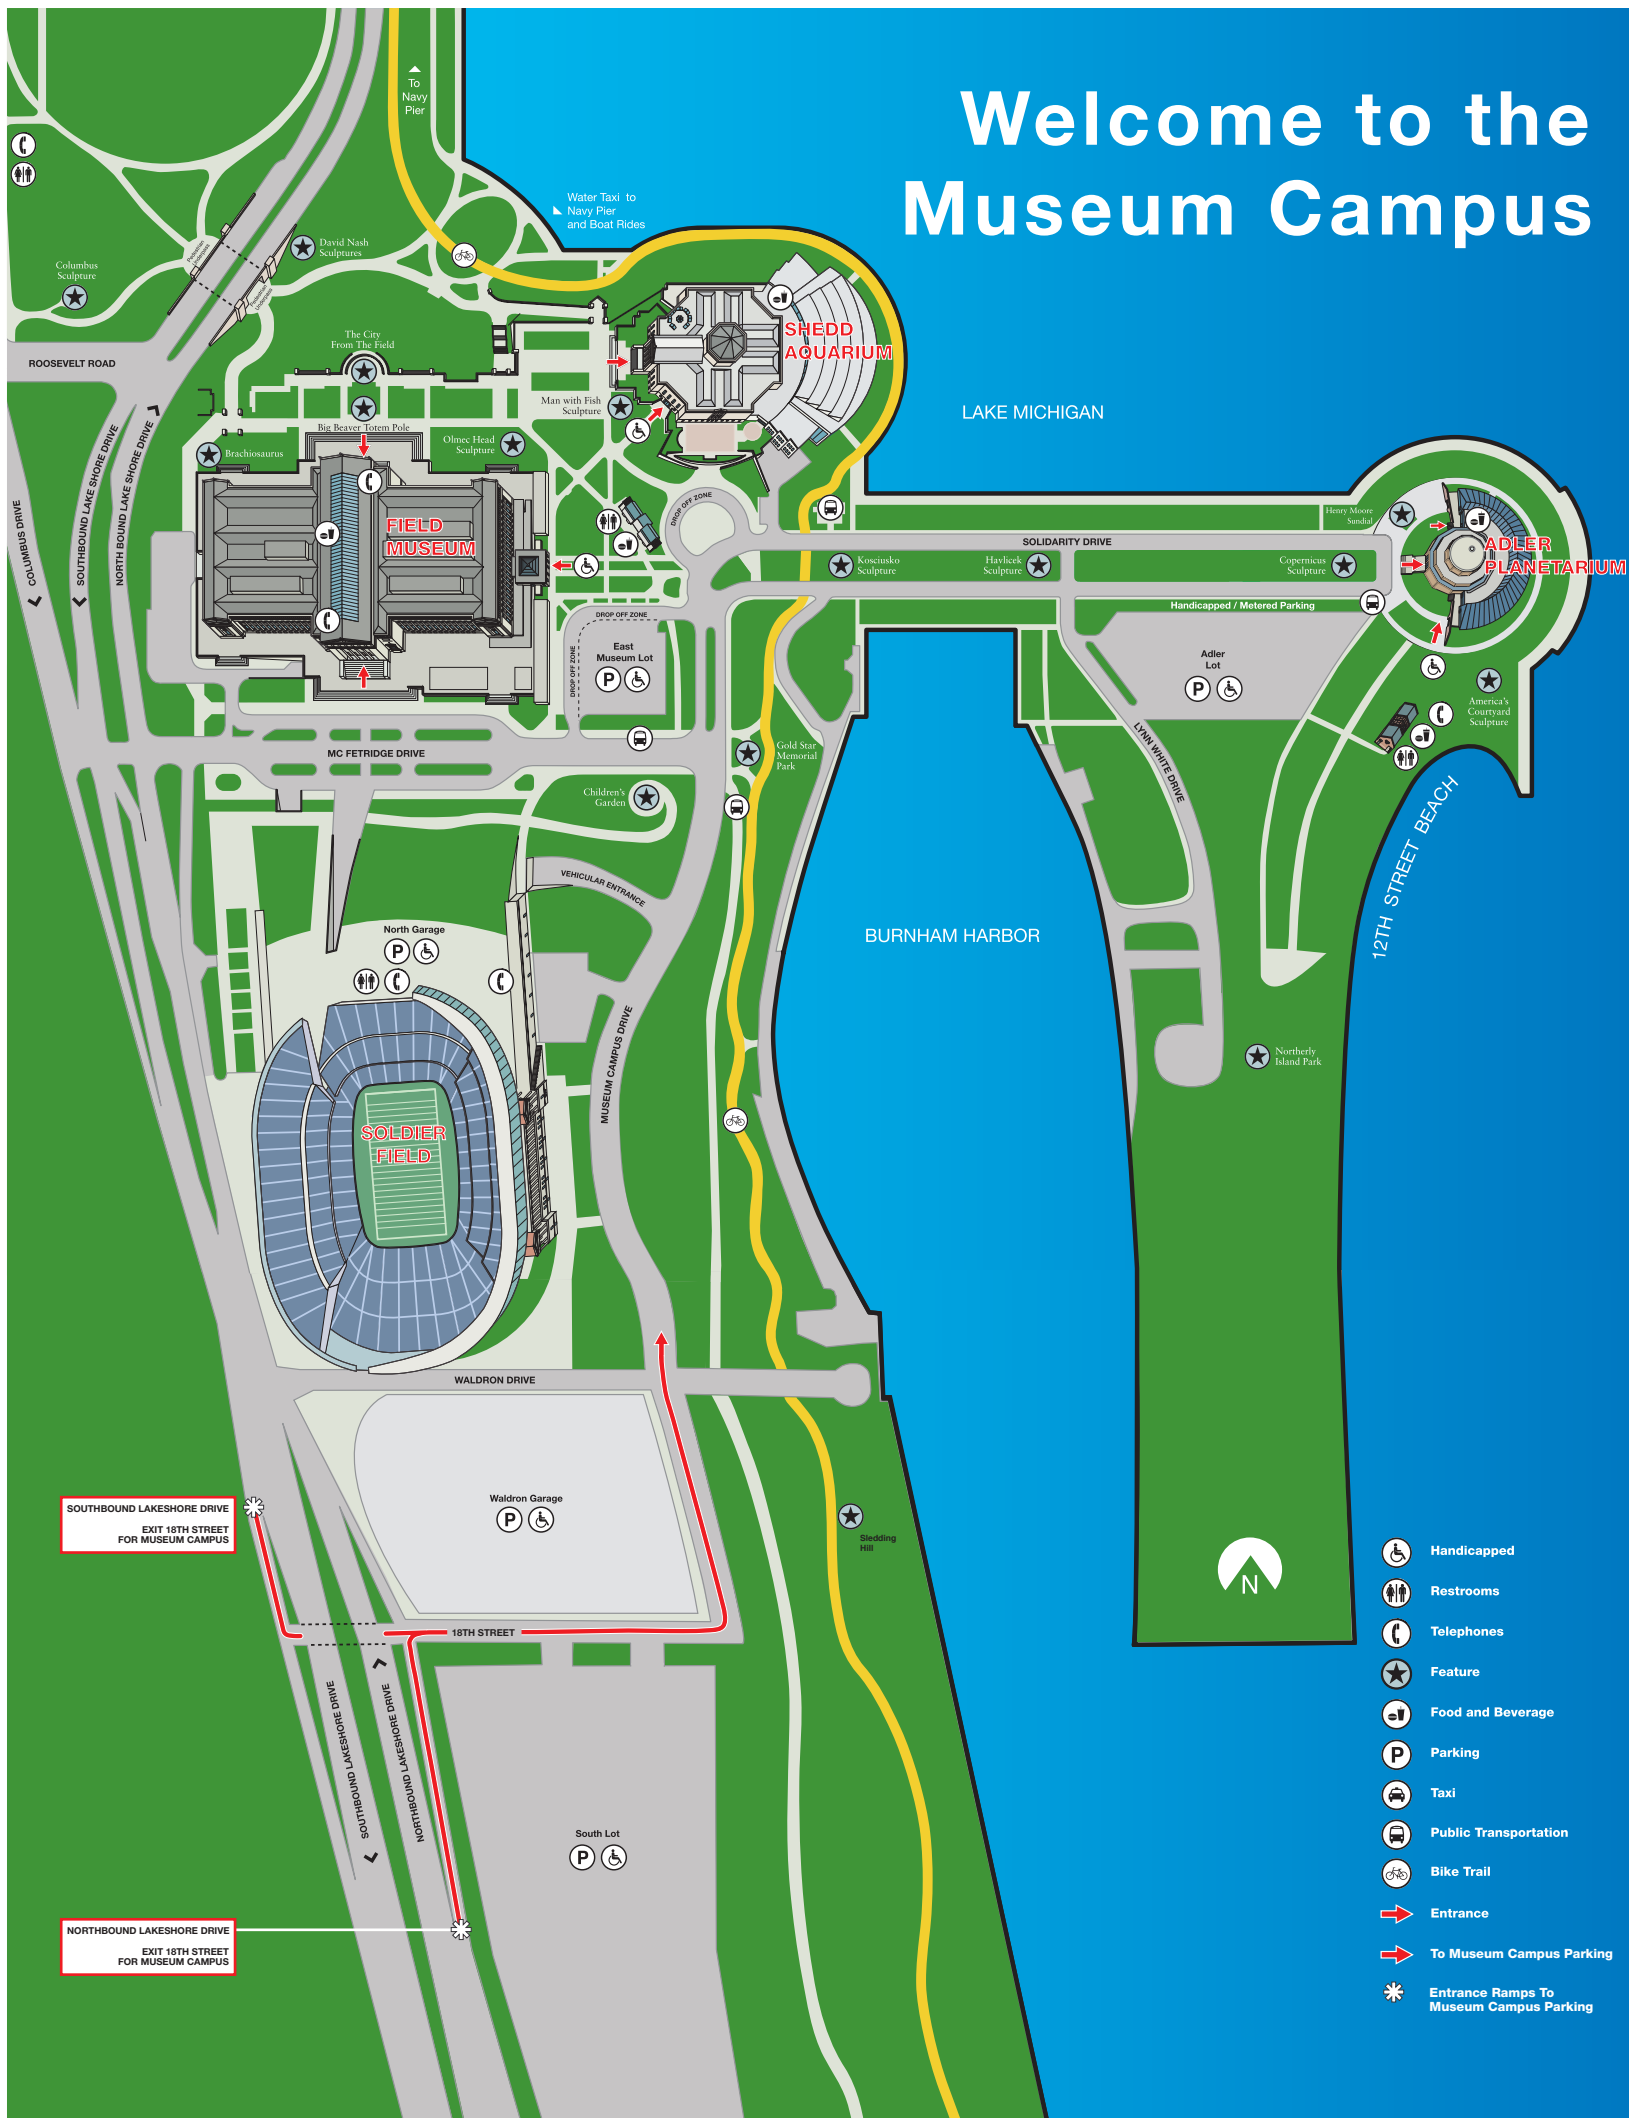 Welcome to the
Museum Campus
To
Navy
Pier
Water Taxi to
Navy Pier
and Boat Rides
David Nash
Sculptures
Columbus
Sculpture
Pedestrian
Underpass
Pedestrian
Underpass
The City
From The Field
ROOSEVELT ROAD
SHEDD
AQUARIUM
Man with Fish
Sculpture
LAKE MICHIGAN
Big Beaver Totem Pole
Olmec Head
Sculpture
Brachiosaurus
COLUMBUS DRIVE
SOUTHBOUND LAKE SHORE DRIVE
NORTH BOUND LAKE SHORE DRIVE
FIELD
MUSEUM
DROP OFF ZONE
Henry Moore
Sundial
SOLIDARITY DRIVE
ADLER
PLANETARIUM
Kosciusko
Sculpture
Havlicek
Sculpture
Copernicus
Sculpture
Handicapped / Metered Parking
DROP OFF ZONE
DROP OFF ZONE
East
Museum Lot
P
Adler
Lot
P
America's
Courtyard
Sculpture
LYNN WHITE DRIVE
MC FETRIDGE DRIVE
Gold Star
Memorial
Park
Children's
Garden
12TH STREET BEACH
VEHICULAR ENTRANCE
North Garage
P
BURNHAM HARBOR
MUSEUM CAMPUS DRIVE
Northerly
Island Park
SOLDIER
FIELD
WALDRON DRIVE
Waldron Garage
P
SOUTHBOUND LAKESHORE DRIVE
EXIT 18TH STREET
FOR MUSEUM CAMPUS
Sledding
Hill
18TH STREET
SOUTHBOUND LAKESHORE DRIVE
NORTHBOUND LAKESHORE DRIVE
South Lot
P
NORTHBOUND LAKESHORE DRIVE
EXIT 18TH STREET
FOR MUSEUM CAMPUS
N
Handicapped
Restrooms
Telephones
Feature
Food and Beverage
P
Parking
Taxi
Public Transportation
Bike Trail
Entrance
To Museum Campus Parking
Entrance Ramps To
Museum Campus Parking